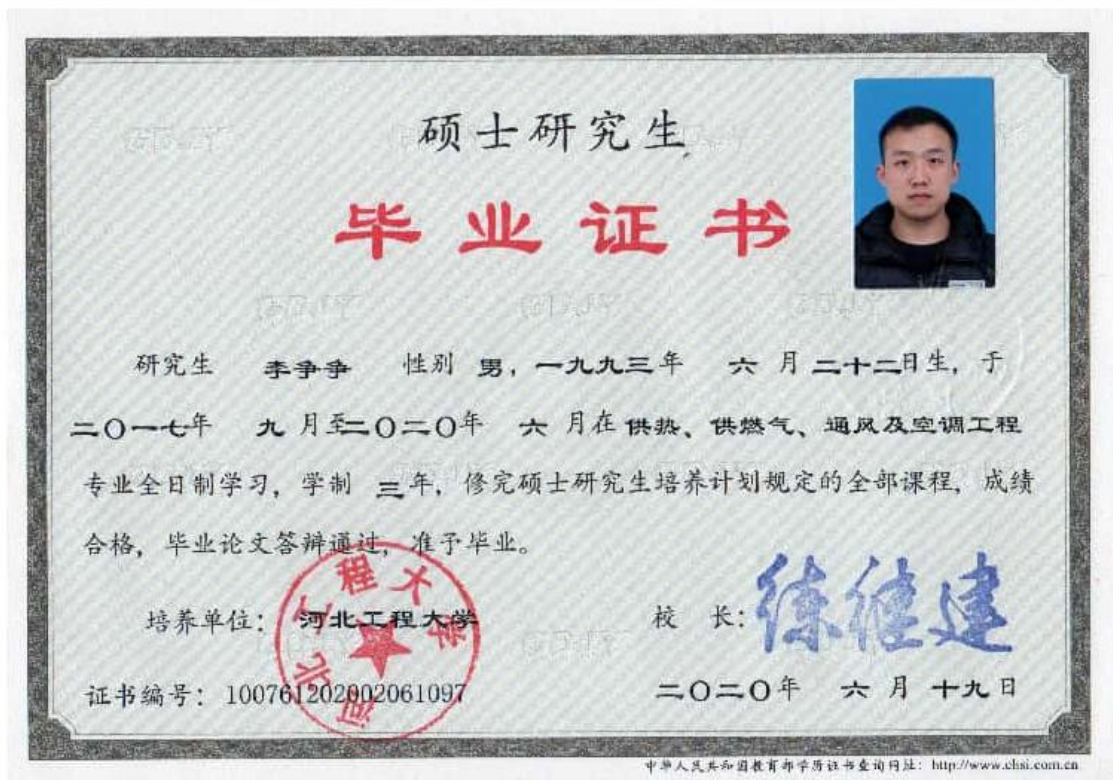 硕士研究生
毕业证书
研究生 李争争 性别 男，一九九三年 六月二十二日生，于
二〇一七年 九月至二〇二〇年 六月在供热、供燃气、通风及空调工程
专业全日制学习，学制 三年，修完硕士研究生培养计划规定的全部课程，成绩
合格，毕业论文答辩通过，准予毕业。
培养单位：河北工程大学
校 长：练继建
河北工程大学
证书编号：100761202002061097
二〇二〇年 六月十九日
中华人民共和国教育部学历证书查询网址：http://www.chsi.com.cn